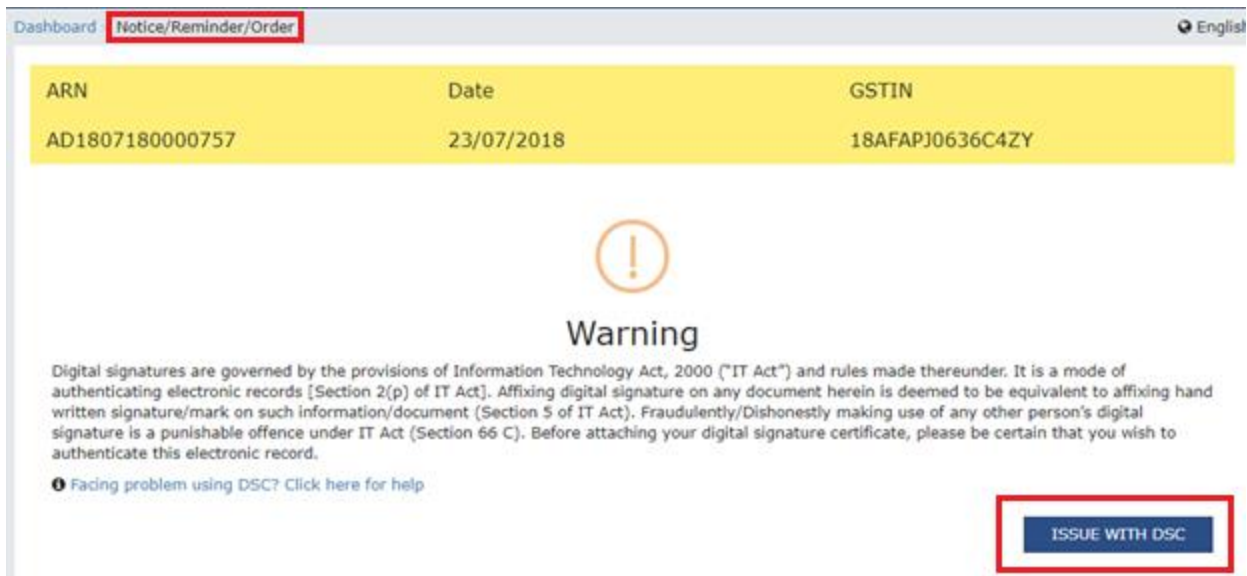 Dashboard Notice/Reminder/Order English
ARN Date GSTIN
AD1807180000757 23/07/2018 18AFAPJ0636C4ZY
Warning
Digital signatures are governed by the provisions of Information Technology Act, 2000 ("IT Act") and rules made thereunder. It is a mode of
authenticating electronic records [Section 2(p) of IT Act]. Affixing digital signature on any document herein is deemed to be equivalent to affixing hand
written signature/mark on such information/document (Section 5 of IT Act). Fraudulently/Dishonestly making use of any other person's digital
signature is a punishable offence under IT Act (Section 66 C). Before attaching your digital signature certificate, please be certain that you wish to
authenticate this electronic record.
Facing problem using DSC? Click here for help
ISSUE WITH DSC